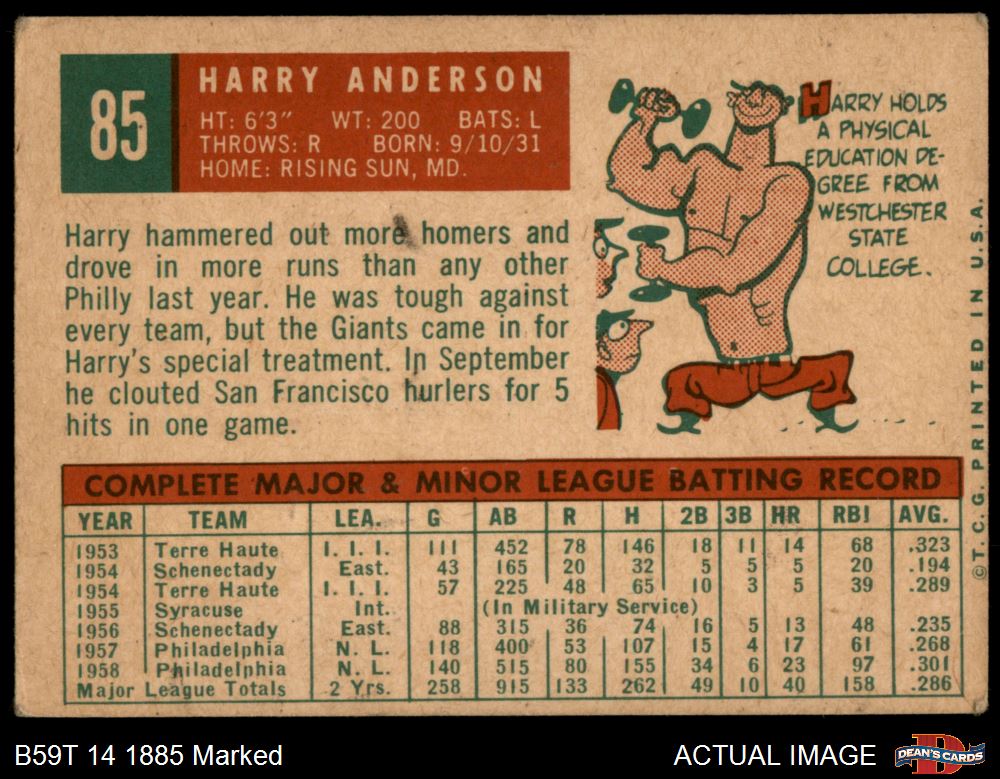 85
HARRY ANDERSON
HT: 6'3" WT: 200 BATS: L
THROWS: R BORN: 9/10/31
HOME: RISING SUN, MD.
Harry hammered out more homers and
drove in more runs than any other
Philly last year. He was tough against
every team, but the Giants came in for
Harry's special treatment. In September
he clouted San Francisco hurlers for 5
hits in one game.
HARRY HOLDS
A PHYSICAL
EDUCATION DE-
GREE FROM
WESTCHESTER
STATE
COLLEGE.
© T.C.G. PRINTED IN U.S.A.
COMPLETE MAJOR & MINOR LEAGUE BATTING RECORD
YEAR TEAM LEA. G AB R H 2B 3B HR RBI AVG.
1953 Terre Haute I. I. I. 111 452 78 146 18 11 14 68 .323
1954 Schenectady East. 43 165 20 32 5 5 5 20 .194
1954 Terre Haute I. I. I. 57 225 48 65 10 3 5 39 .289
1955 Syracuse Int. (In Military Service)
1956 Schenectady East. 88 315 36 74 16 5 13 48 .235
1957 Philadelphia N. L. 118 400 53 107 15 4 17 61 .268
1958 Philadelphia N. L. 140 515 80 155 34 6 23 97 .301
Major League Totals 2 Yrs. 258 915 133 262 49 10 40 158 .286
B59T 14 1885 Marked
ACTUAL IMAGE
D
DEAN'S CARDS